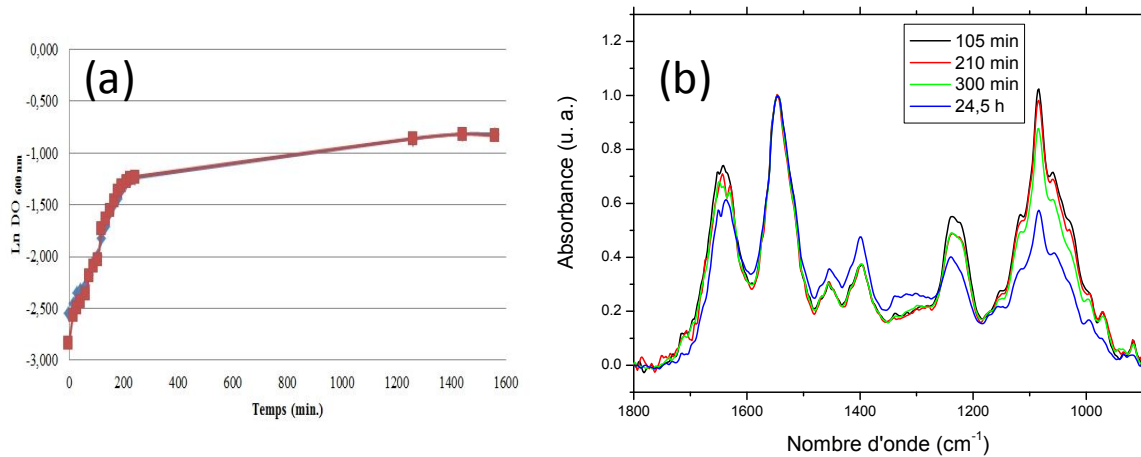 (a)
0,000
-0,500
-1,000
-1,500
-2,000
-2,500
-3,000
Ln DO 600 nm
0 200 400 600 800 1000 1200 1400 1600
Temps (min.)
(b)
105 min
210 min
300 min
24,5 h
1.2
1.0
0.8
0.6
0.4
0.2
0.0
Absorbance (u. a.)
1800 1600 1400 1200 1000
Nombre d'onde (cm-1)